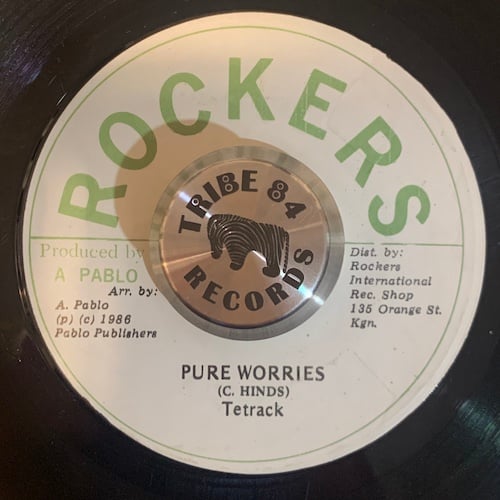 ROCKERS
TRIBE 84
RECORDS
Produced by
A PABLO
Arr. by:
A. Pablo
(p) (c) 1986
Pablo Publishers
Dist. by:
Rockers
International
Rec. Shop
135 Orange St.
Kgn.
PURE WORRIES
(C. HINDS)
Tetrack